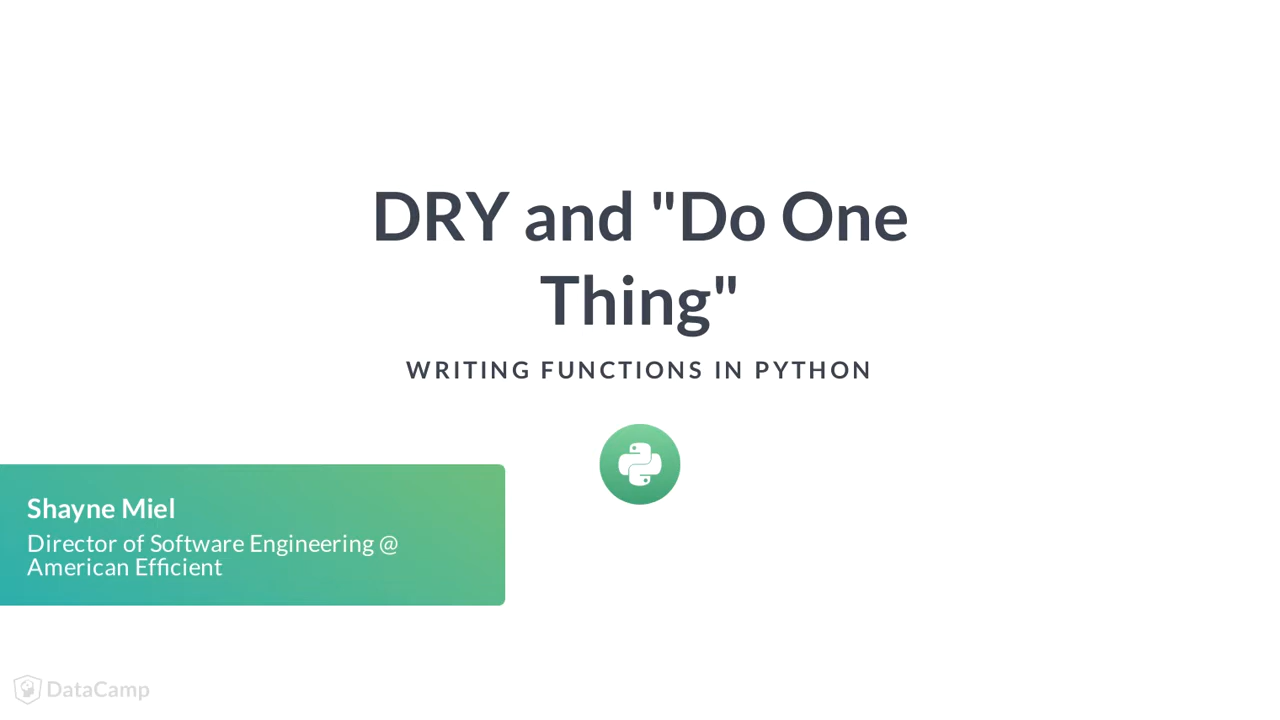 DRY and "Do One
Thing"
WRITING FUNCTIONS IN PYTHON
Shayne Miel
Director of Software Engineering @
American Efficient
DataCamp